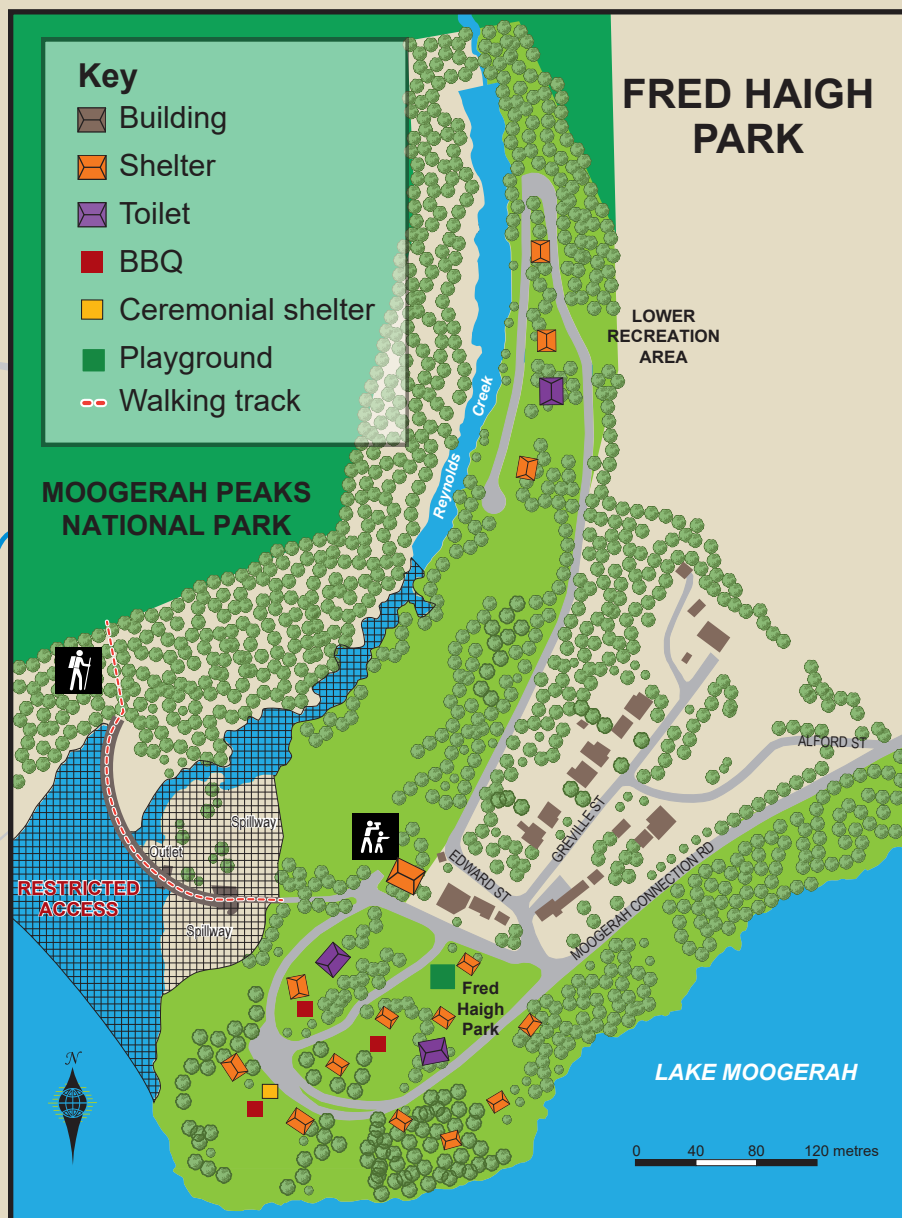 FRED HAIGH
PARK
Key
Building
Shelter
Toilet
BBQ
Ceremonial shelter
Playground
Walking track
LOWER
RECREATION
AREA
Reynolds Creek
MOOGERAH PEAKS
NATIONAL PARK
ALFORD ST
Spillway
Outlet
GREVILLE ST
EDWARD ST
MOOGERAH CONNECTION RD
RESTRICTED
ACCESS
Spillway
Fred
Haigh
Park
N
LAKE MOOGERAH
0 40 80 120 metres